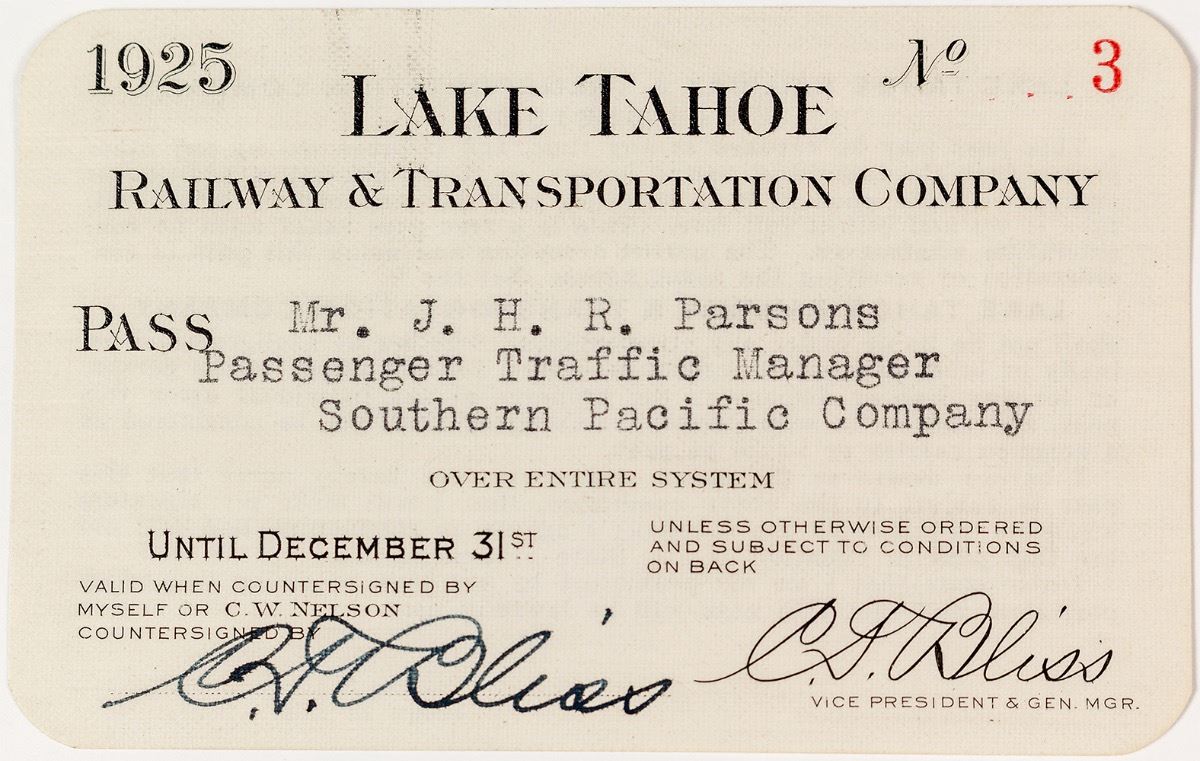 1925
Nº 3
LAKE TAHOE
RAILWAY & TRANSPORTATION COMPANY
PASS Mr. J. H. R. Parsons
Passenger Traffic Manager
Southern Pacific Company
OVER ENTIRE SYSTEM
UNTIL DECEMBER 31ST
UNLESS OTHERWISE ORDERED
AND SUBJECT TO CONDITIONS
ON BACK
VALID WHEN COUNTERSIGNED BY
MYSELF OR C. W. NELSON
COUNTERSIGNED BY
C. T. Bliss
C. T. Bliss
VICE PRESIDENT & GEN. MGR.